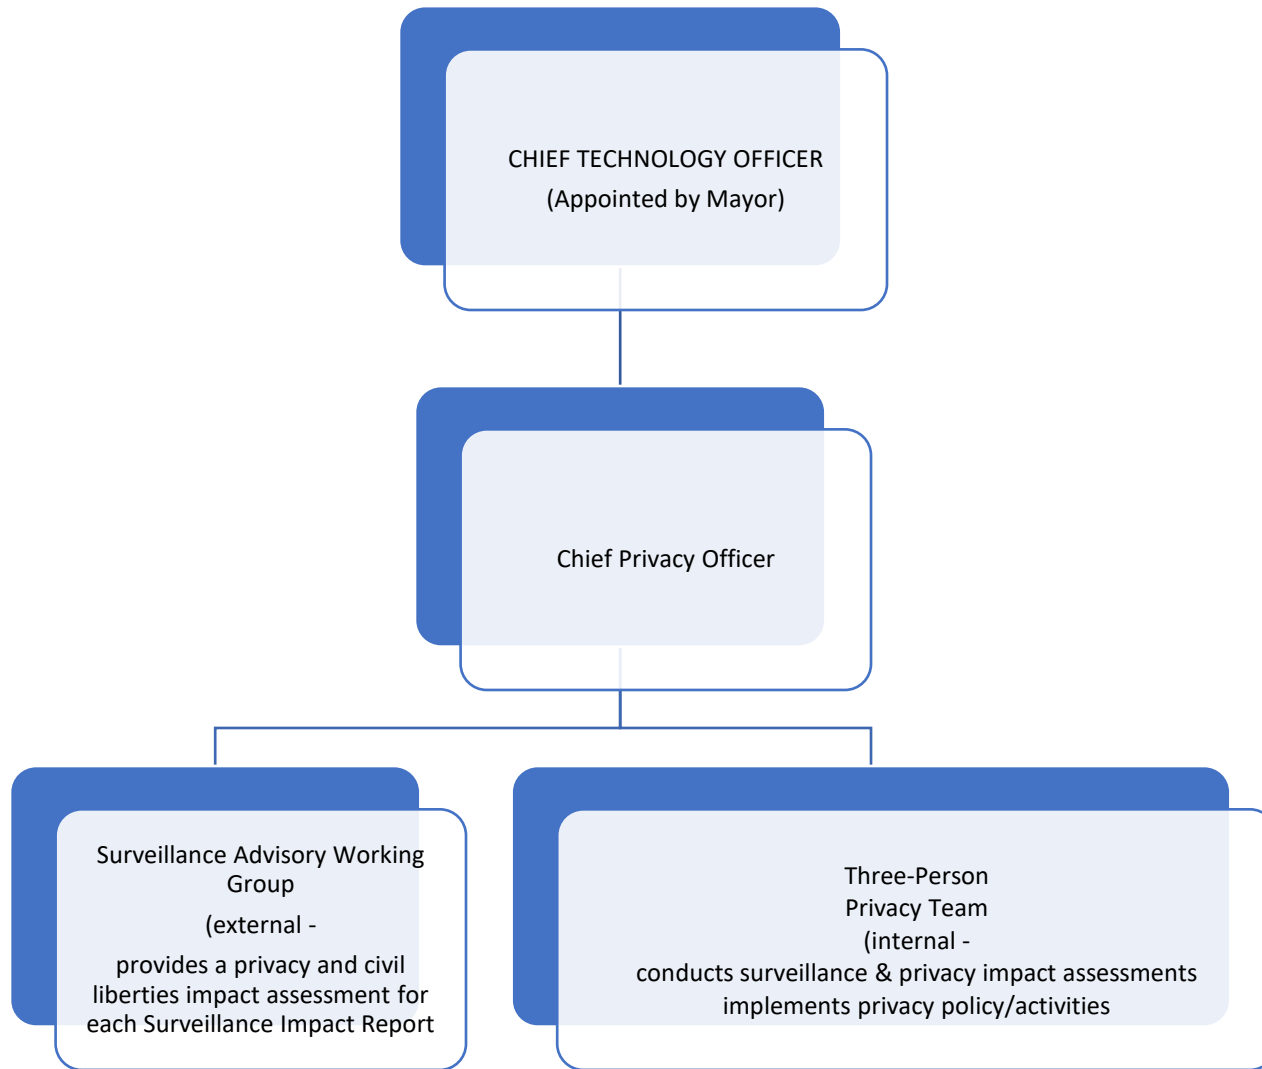 CHIEF TECHNOLOGY OFFICER
(Appointed by Mayor)
Chief Privacy Officer
Surveillance Advisory Working
Group
(external -
provides a privacy and civil
liberties impact assessment for
each Surveillance Impact Report
Three-Person
Privacy Team
(internal -
conducts surveillance & privacy impact assessments
implements privacy policy/activities